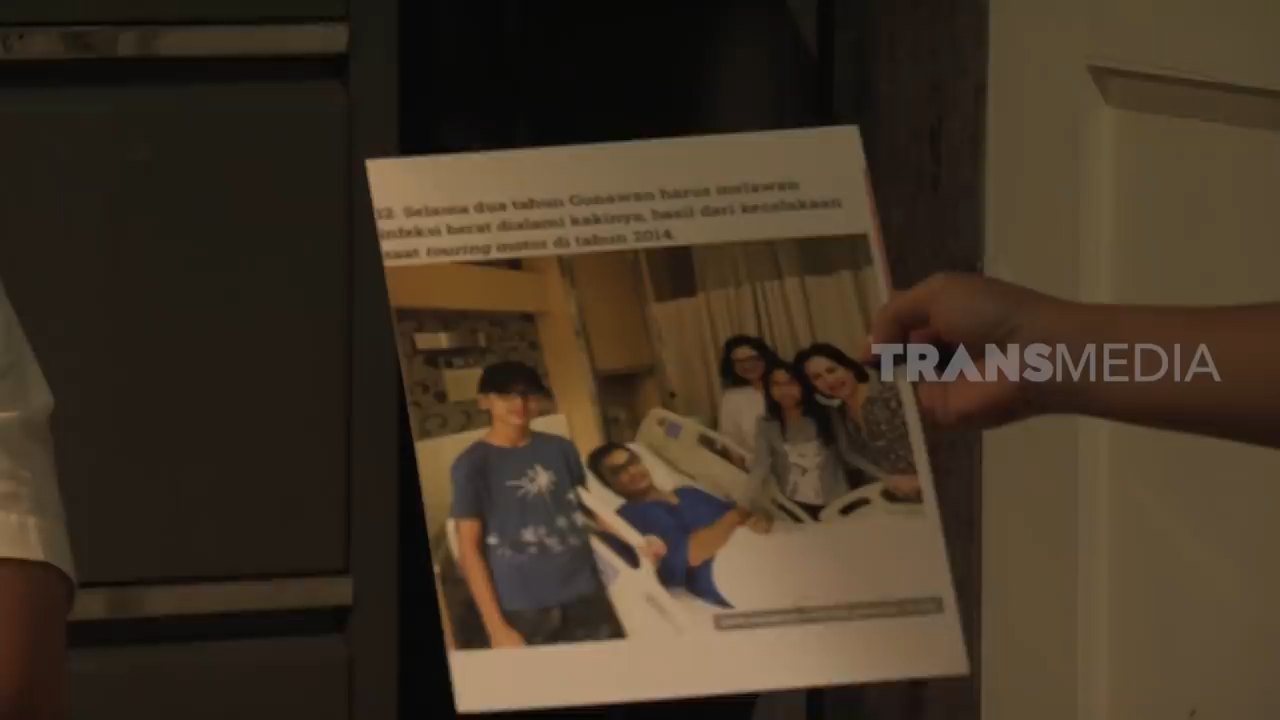 32. Selama dua tahun Gunawan harus melawan
infeksi berat dialami kakinya, hasil dari kecelakaan
saat touring motor di tahun 2014.
TRANSMEDIA